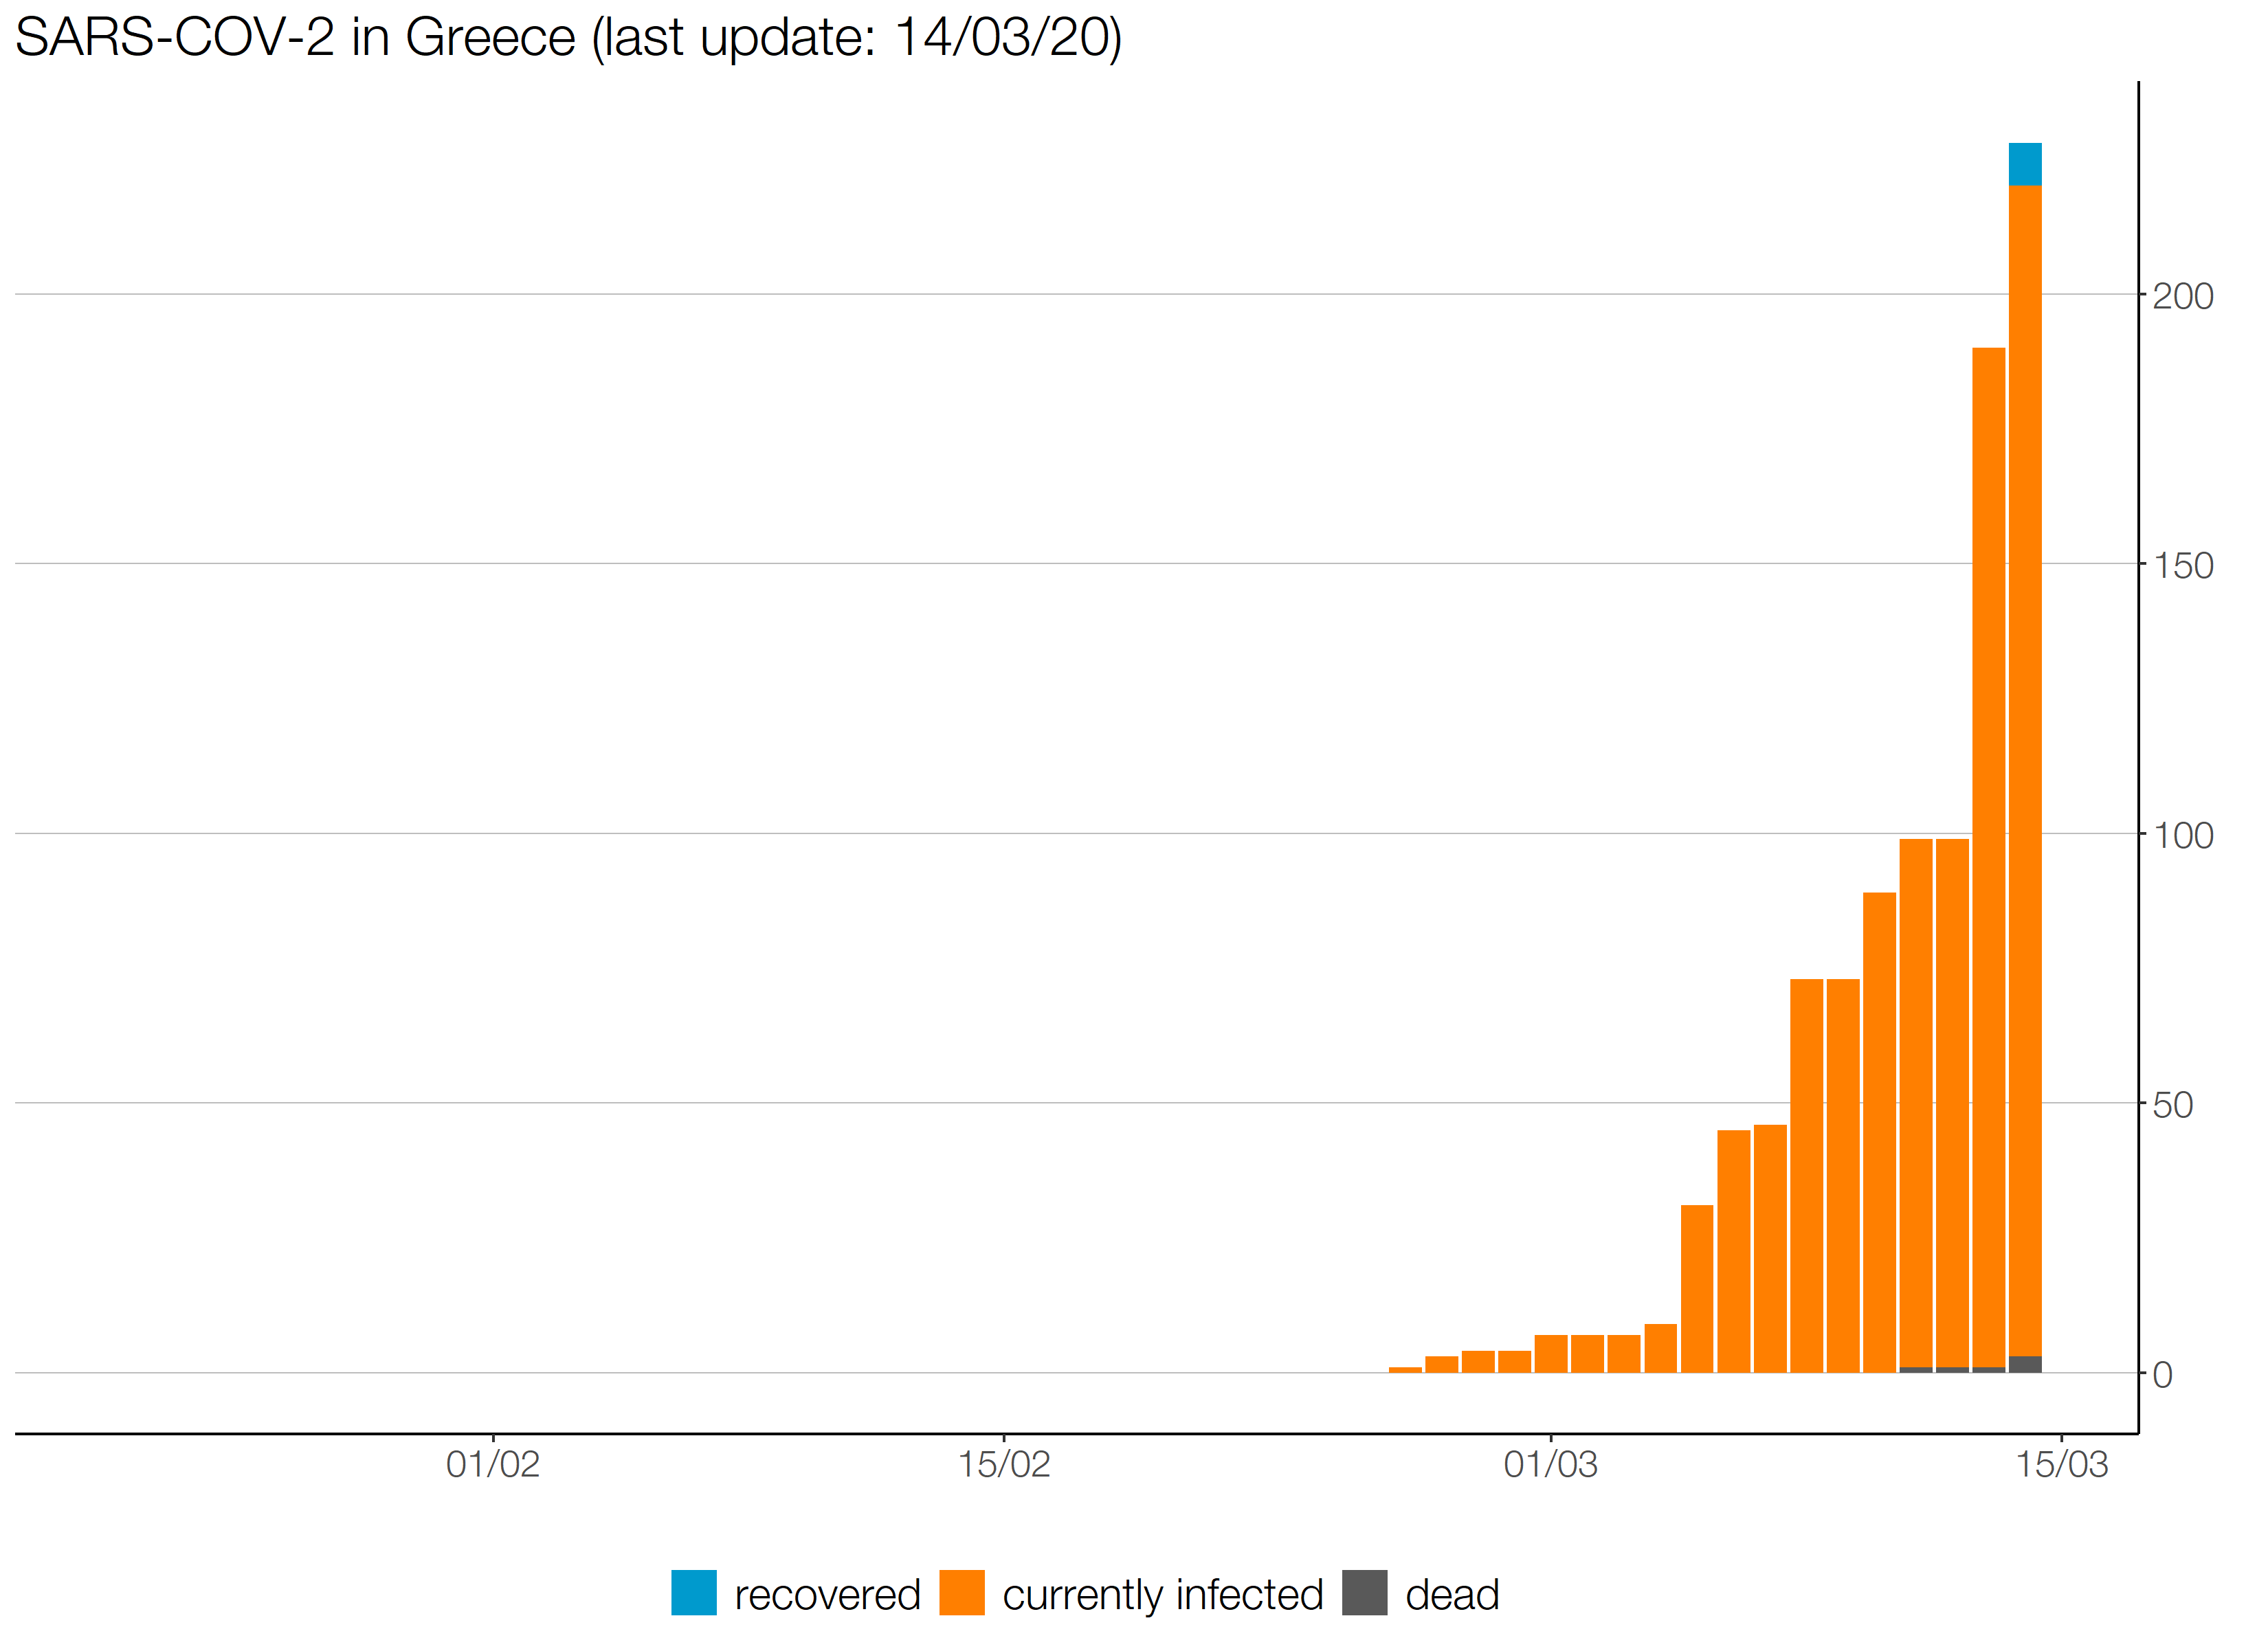 SARS-COV-2 in Greece (last update: 14/03/20)
200
150
100
50
0
01/02 15/02 01/03 15/03
recovered currently infected dead